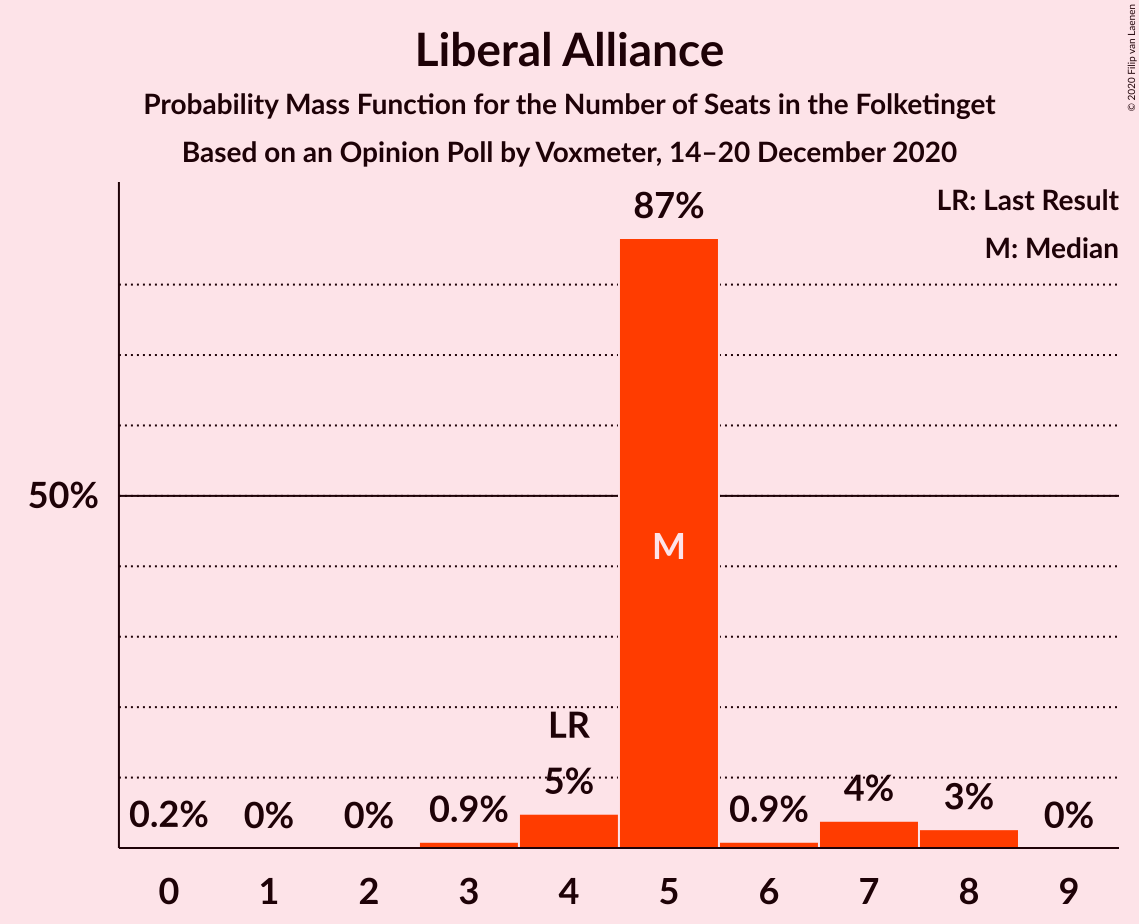 Liberal Alliance
Probability Mass Function for the Number of Seats in the Folketinget
Based on an Opinion Poll by Voxmeter, 14–20 December 2020
© 2020 Filip van Laenen
LR: Last Result
M: Median
87%
50%
M
LR
0.2%
0%
0%
0.9%
5%
0.9%
4%
3%
0%
0 1 2 3 4 5 6 7 8 9